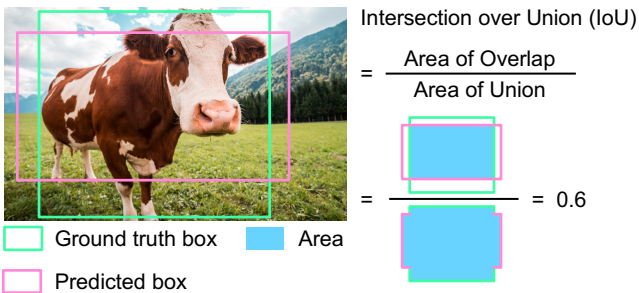 Intersection over Union (IoU)
= Area of Overlap
Area of Union
= = 0.6
Ground truth box
Area
Predicted box